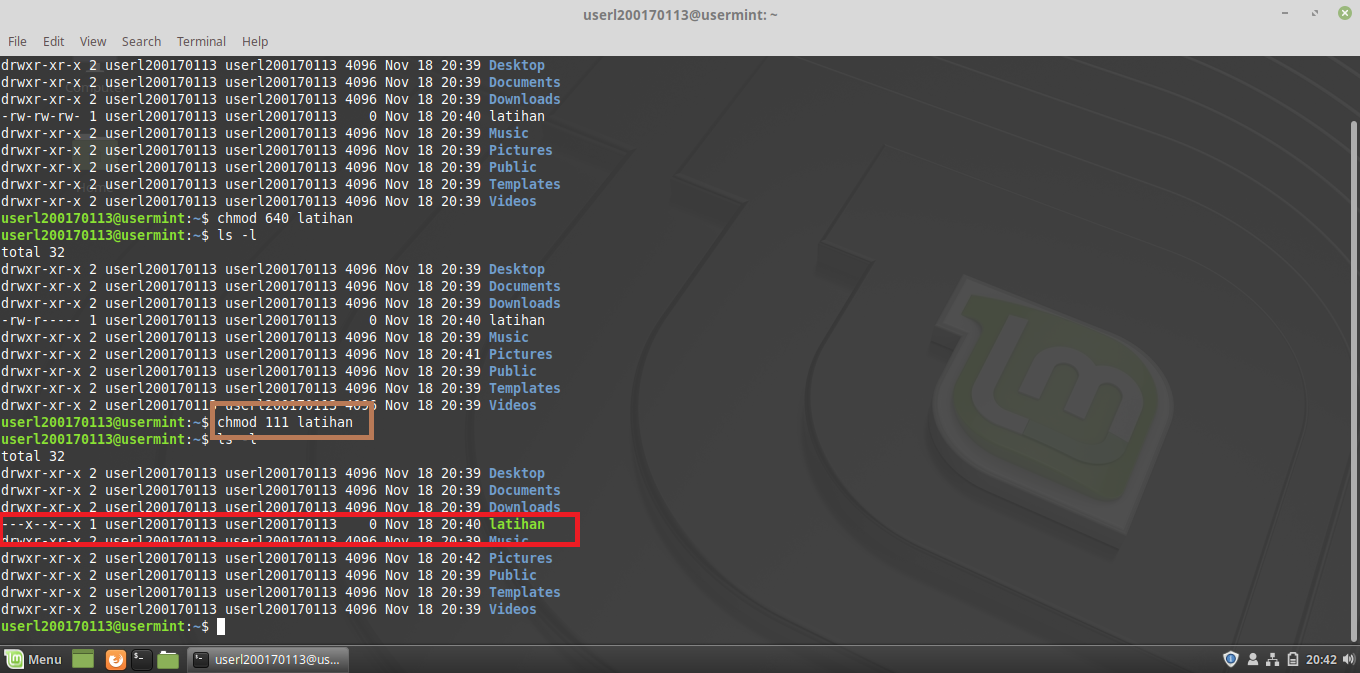 userl200170113@usermint: ~
File Edit View Search Terminal Help
drwxr-xr-x 2 userl200170113 userl200170113 4096 Nov 18 20:39 Desktop
drwxr-xr-x 2 userl200170113 userl200170113 4096 Nov 18 20:39 Documents
drwxr-xr-x 2 userl200170113 userl200170113 4096 Nov 18 20:39 Downloads
-rw-rw-rw- 1 userl200170113 userl200170113    0 Nov 18 20:40 latihan
drwxr-xr-x 2 userl200170113 userl200170113 4096 Nov 18 20:39 Music
drwxr-xr-x 2 userl200170113 userl200170113 4096 Nov 18 20:39 Pictures
drwxr-xr-x 2 userl200170113 userl200170113 4096 Nov 18 20:39 Public
drwxr-xr-x 2 userl200170113 userl200170113 4096 Nov 18 20:39 Templates
drwxr-xr-x 2 userl200170113 userl200170113 4096 Nov 18 20:39 Videos
userl200170113@usermint:~$ chmod 640 latihan
userl200170113@usermint:~$ ls -l
total 32
drwxr-xr-x 2 userl200170113 userl200170113 4096 Nov 18 20:39 Desktop
drwxr-xr-x 2 userl200170113 userl200170113 4096 Nov 18 20:39 Documents
drwxr-xr-x 2 userl200170113 userl200170113 4096 Nov 18 20:39 Downloads
-rw-r----- 1 userl200170113 userl200170113    0 Nov 18 20:40 latihan
drwxr-xr-x 2 userl200170113 userl200170113 4096 Nov 18 20:39 Music
drwxr-xr-x 2 userl200170113 userl200170113 4096 Nov 18 20:41 Pictures
drwxr-xr-x 2 userl200170113 userl200170113 4096 Nov 18 20:39 Public
drwxr-xr-x 2 userl200170113 userl200170113 4096 Nov 18 20:39 Templates
drwxr-xr-x 2 userl200170113 userl200170113 4096 Nov 18 20:39 Videos
userl200170113@usermint:~$ chmod 111 latihan
userl200170113@usermint:~$ ls -l
total 32
drwxr-xr-x 2 userl200170113 userl200170113 4096 Nov 18 20:39 Desktop
drwxr-xr-x 2 userl200170113 userl200170113 4096 Nov 18 20:39 Documents
drwxr-xr-x 2 userl200170113 userl200170113 4096 Nov 18 20:39 Downloads
---x--x--x 1 userl200170113 userl200170113    0 Nov 18 20:40 latihan
drwxr-xr-x 2 userl200170113 userl200170113 4096 Nov 18 20:39 Music
drwxr-xr-x 2 userl200170113 userl200170113 4096 Nov 18 20:42 Pictures
drwxr-xr-x 2 userl200170113 userl200170113 4096 Nov 18 20:39 Public
drwxr-xr-x 2 userl200170113 userl200170113 4096 Nov 18 20:39 Templates
drwxr-xr-x 2 userl200170113 userl200170113 4096 Nov 18 20:39 Videos
userl200170113@usermint:~$
Menu userl200170113@us... 20:42